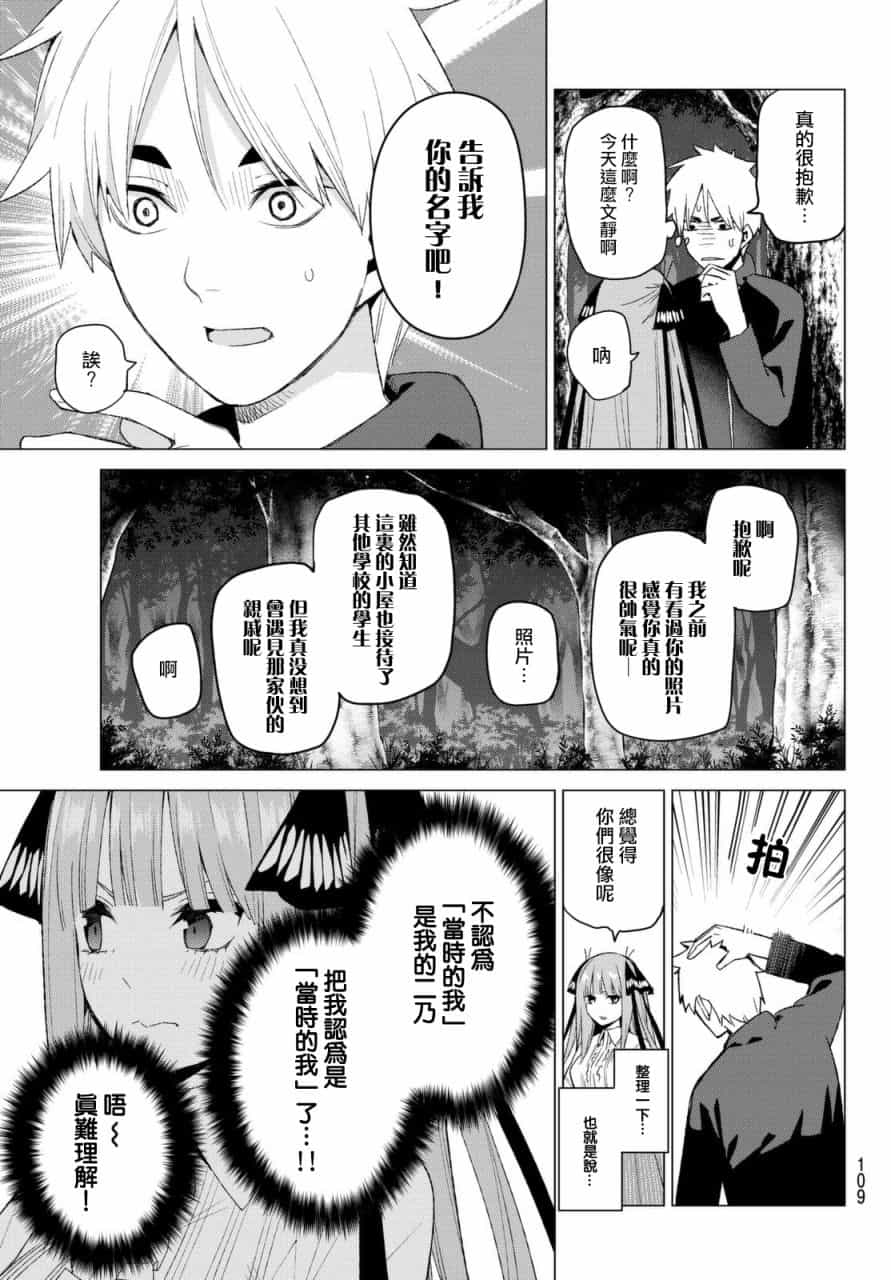 真的很抱歉…
什麼啊？
今天這麼文靜啊
吶
告訴我
你的名字吧！
誒？
啊
抱歉呢
我之前
有看過你的照片
感覺你真的
很帥氣呢─
照片…
雖然知道
這裏的小屋也接待了
其他學校的學生
但我真没想到
會遇見那家伙的
親戚呢
啊
拍
總覺得
你們很像呢
整理一下…
也就是說…
不認為
「當時的我」
是我的二乃
把我認為是
「當時的我」了…!!
唔～
真難理解！
109